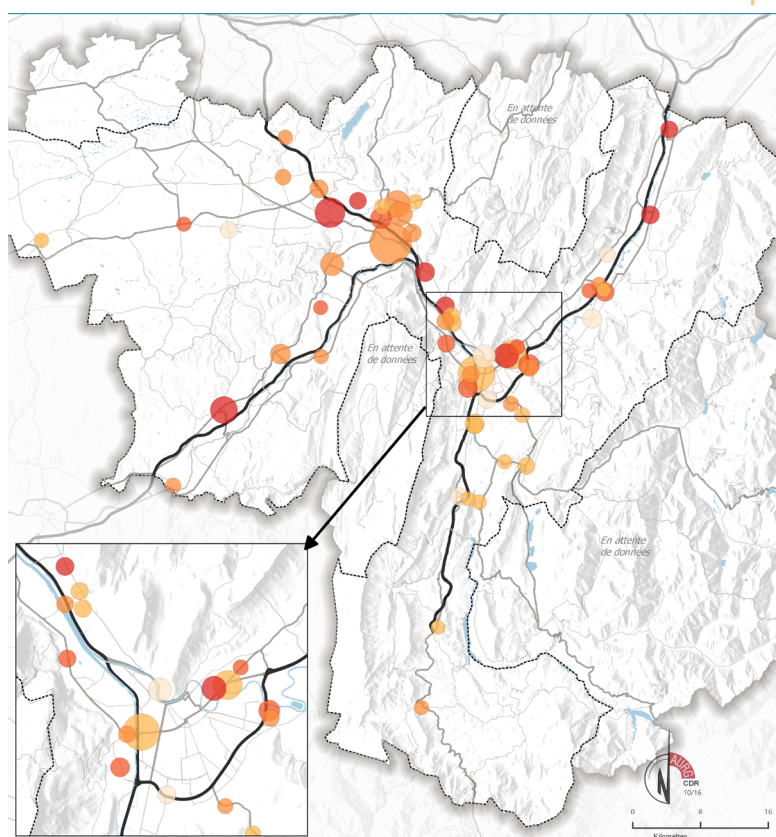 En attente
de données
En attente
de données
En attente
de données
AURG
CDR
10/16
N
0
8
16
Kilomètres